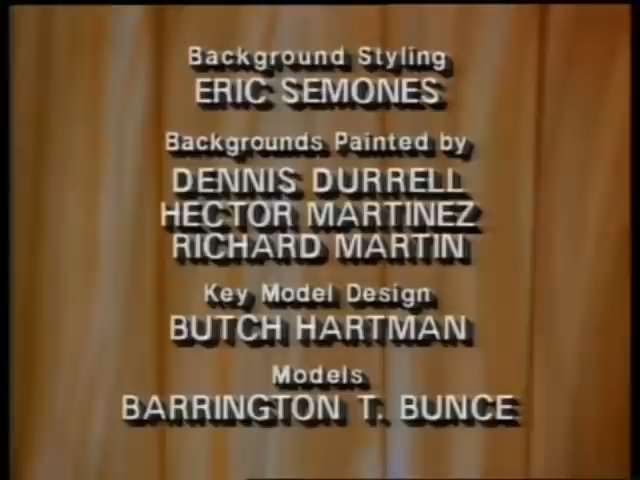 Background Styling
ERIC SEMONES
Backgrounds Painted by
DENNIS DURRELL
HECTOR MARTINEZ
RICHARD MARTIN
Key Model Design
BUTCH HARTMAN
Models
BARRINGTON T. BUNCE